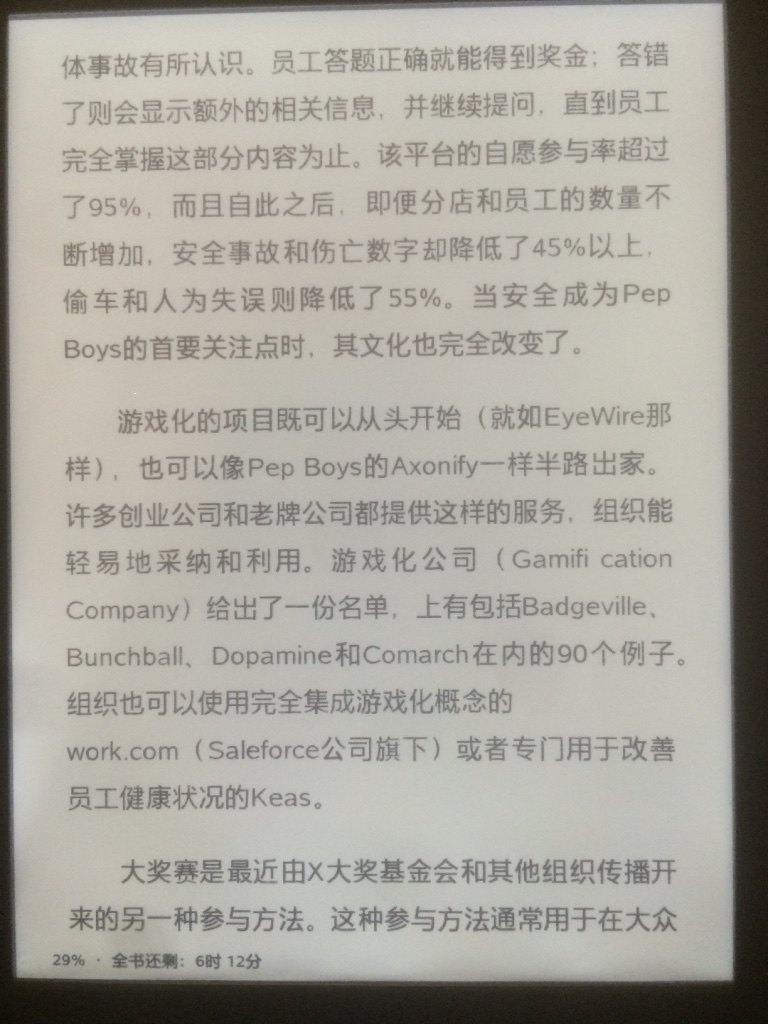 体事故有所认识。员工答题正确就能得到奖金；答错
了则会显示额外的相关信息，并继续提问，直到员工
完全掌握这部分内容为止。该平台的自愿参与率超过
了95%，而且自此之后，即便分店和员工的数量不
断增加，安全事故和伤亡数字却降低了45%以上，
偷车和人为失误则降低了55%。当安全成为Pep
Boys的首要关注点时，其文化也完全改变了。
游戏化的项目既可以从头开始（就如EyeWire那
样），也可以像Pep Boys的Axonify一样半路出家。
许多创业公司和老牌公司都提供这样的服务，组织能
轻易地采纳和利用。游戏化公司（Gamifi cation
Company）给出了一份名单，上有包括Badgeville、
Bunchball、Dopamine和Comarch在内的90个例子。
组织也可以使用完全集成游戏化概念的
work.com（Saleforce公司旗下）或者专门用于改善
员工健康状况的Keas。
大奖赛是最近由X大奖基金会和其他组织传播开
来的另一种参与方法。这种参与方法通常用于在大众
29% · 全书还剩：6时 12分